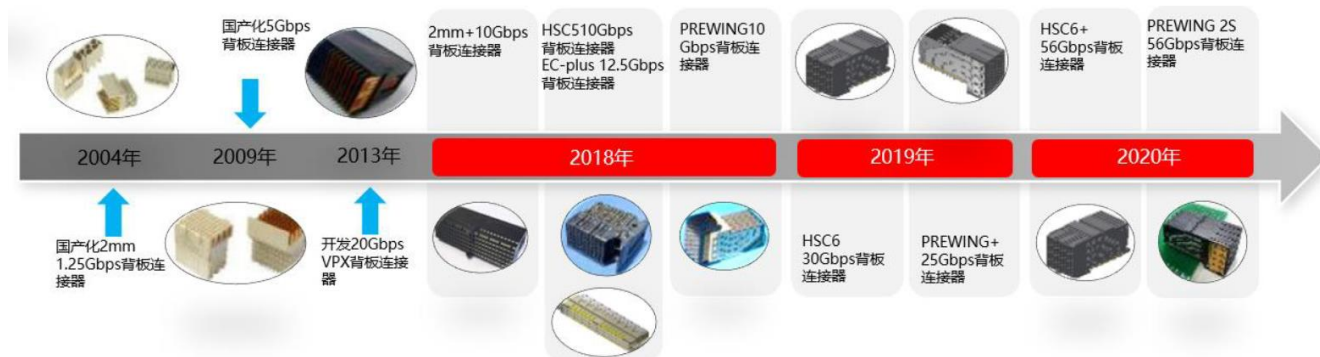 国产化5Gbps
背板连接器
2mm+10Gbps
背板连接器
HSC510Gbps
背板连接器
EC-plus 12.5Gbps
背板连接器
PREWING10
Gbps背板连
接器
HSC6+
56Gbps背板
连接器
PREWING 2S
56Gbps背板连
接器
2004年
2009年
2013年
2018年
2019年
2020年
国产化2mm
1.25Gbps背板连
接器
开发20Gbps
VPX背板连接
器
HSC6
30Gbps背板
连接器
PREWING+
25Gbps背板
连接器